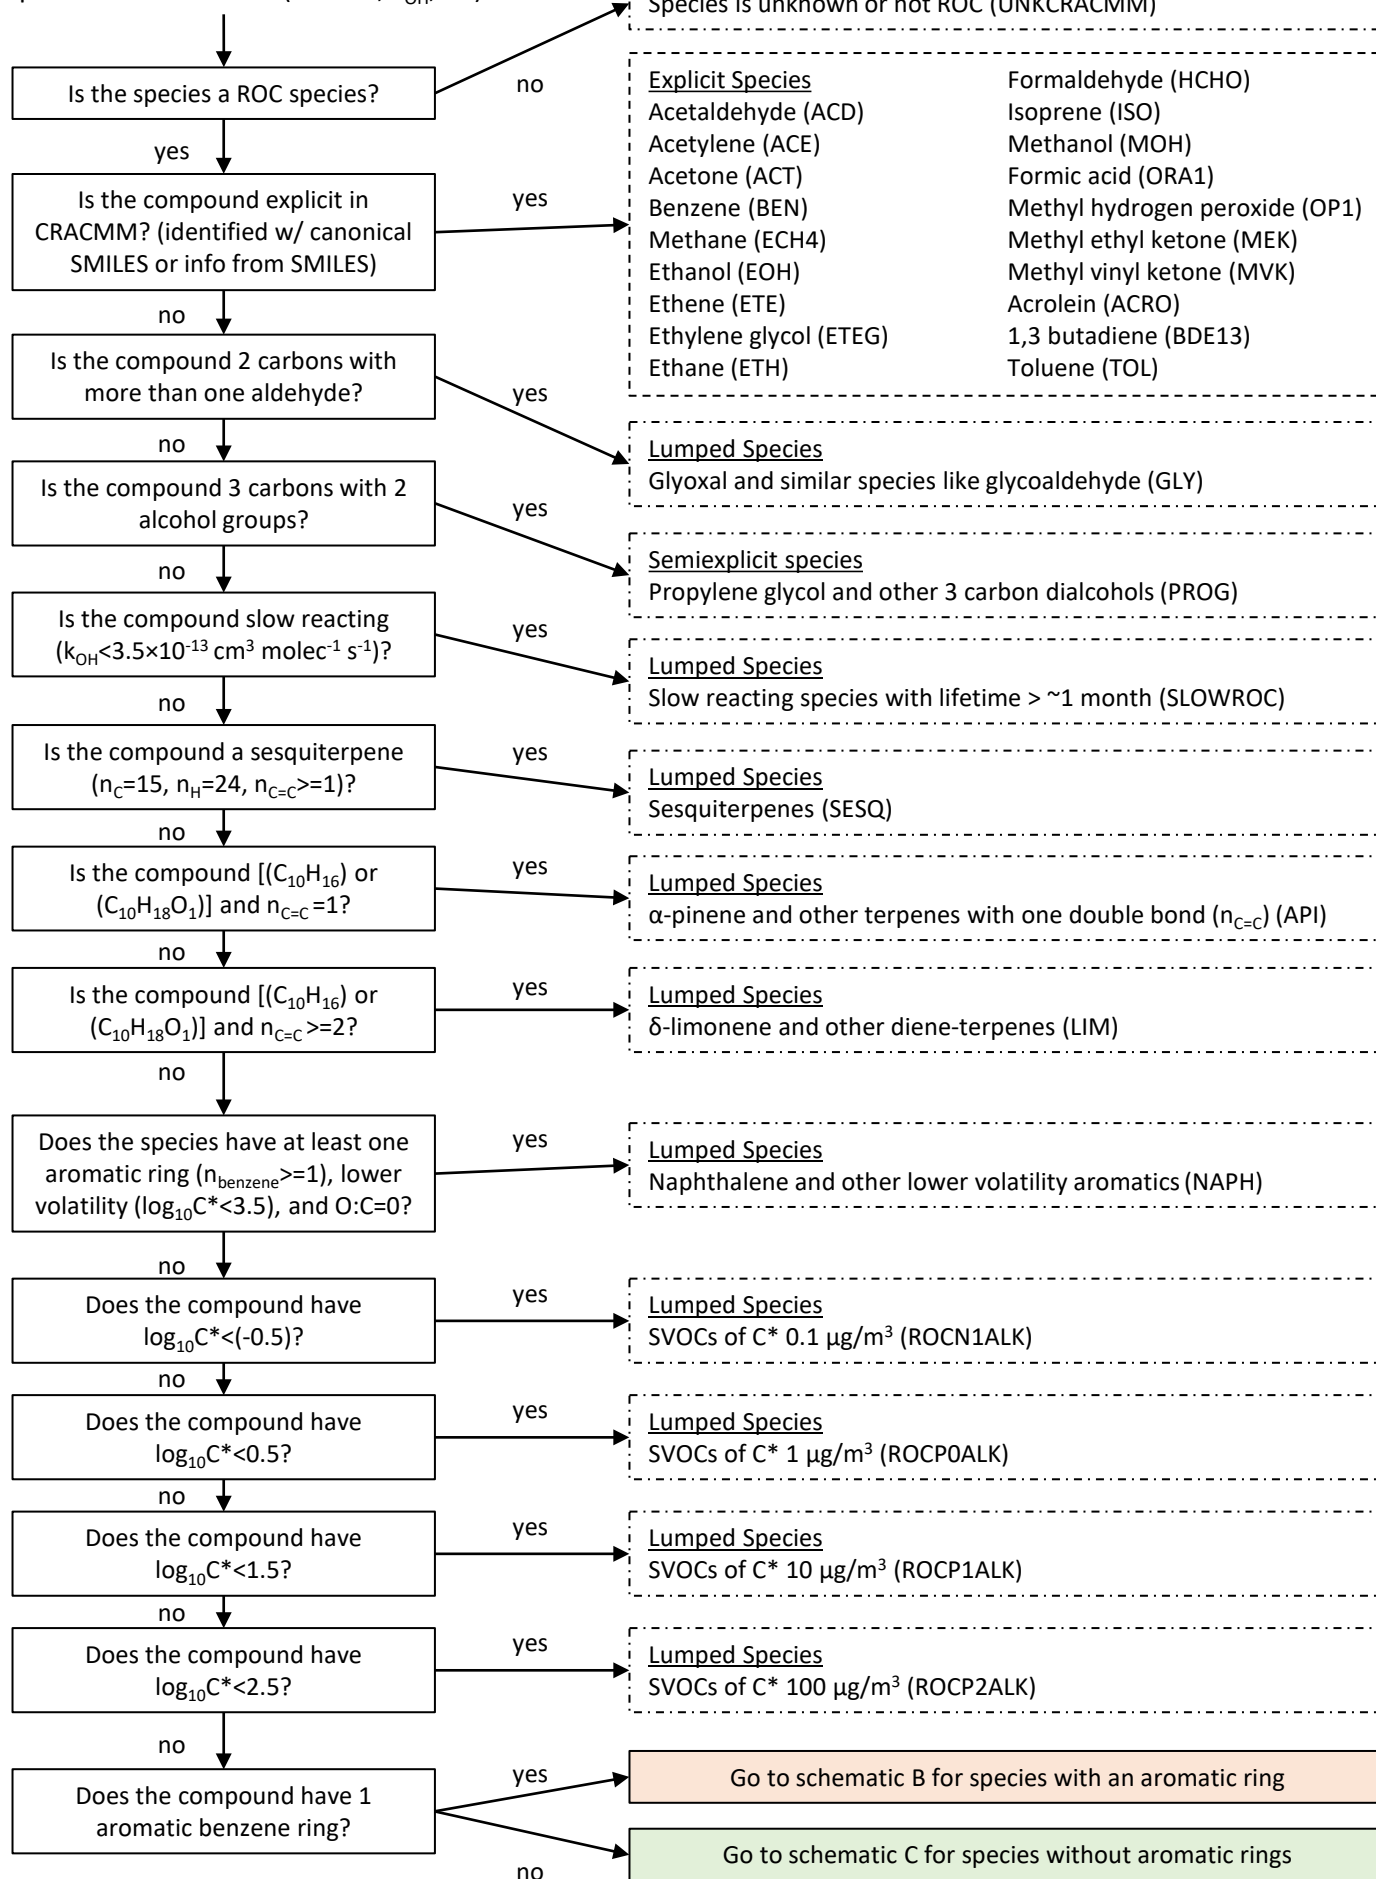 OH,
Species is unknown or not ROC (UNKCRACMM)
Is the species a ROC species?
no
yes
Explicit Species
Acetaldehyde (ACD)
Acetylene (ACE)
Acetone (ACT)
Benzene (BEN)
Methane (ECH4)
Ethanol (EOH)
Ethene (ETE)
Ethylene glycol (ETEG)
Ethane (ETH)
Formaldehyde (HCHO)
Isoprene (ISO)
Methanol (MOH)
Formic acid (ORA1)
Methyl hydrogen peroxide (OP1)
Methyl ethyl ketone (MEK)
Methyl vinyl ketone (MVK)
Acrolein (ACRO)
1,3 butadiene (BDE13)
Toluene (TOL)
Is the compound explicit in
CRACMM? (identified w/ canonical
SMILES or info from SMILES)
yes
no
Is the compound 2 carbons with
more than one aldehyde?
yes
no
Lumped Species
Glyoxal and similar species like glycoaldehyde (GLY)
Is the compound 3 carbons with 2
alcohol groups?
yes
no
Semiexplicit species
Propylene glycol and other 3 carbon dialcohols (PROG)
Is the compound slow reacting
(k_OH<3.5×10⁻¹³ cm³ molec⁻¹ s⁻¹)?
yes
no
Lumped Species
Slow reacting species with lifetime > ~1 month (SLOWROC)
Is the compound a sesquiterpene
(n_C=15, n_H=24, n_C=C>=1)?
yes
no
Lumped Species
Sesquiterpenes (SESQ)
Is the compound [(C₁₀H₁₆) or
(C₁₀H₁₈O₁)] and n_C=C =1?
yes
no
Lumped Species
α-pinene and other terpenes with one double bond (n_C=C) (API)
Is the compound [(C₁₀H₁₆) or
(C₁₀H₁₈O₁)] and n_C=C >=2?
yes
no
Lumped Species
δ-limonene and other diene-terpenes (LIM)
Does the species have at least one
aromatic ring (n_benzene>=1), lower
volatility (log₁₀C*<3.5), and O:C=0?
yes
no
Lumped Species
Naphthalene and other lower volatility aromatics (NAPH)
Does the compound have
log₁₀C*<(-0.5)?
yes
no
Lumped Species
SVOCs of C* 0.1 µg/m³ (ROCN1ALK)
Does the compound have
log₁₀C*<0.5?
yes
no
Lumped Species
SVOCs of C* 1 µg/m³ (ROCP0ALK)
Does the compound have
log₁₀C*<1.5?
yes
no
Lumped Species
SVOCs of C* 10 µg/m³ (ROCP1ALK)
Does the compound have
log₁₀C*<2.5?
yes
no
Lumped Species
SVOCs of C* 100 µg/m³ (ROCP2ALK)
Does the compound have 1
aromatic benzene ring?
yes
Go to schematic B for species with an aromatic ring
no
Go to schematic C for species without aromatic rings